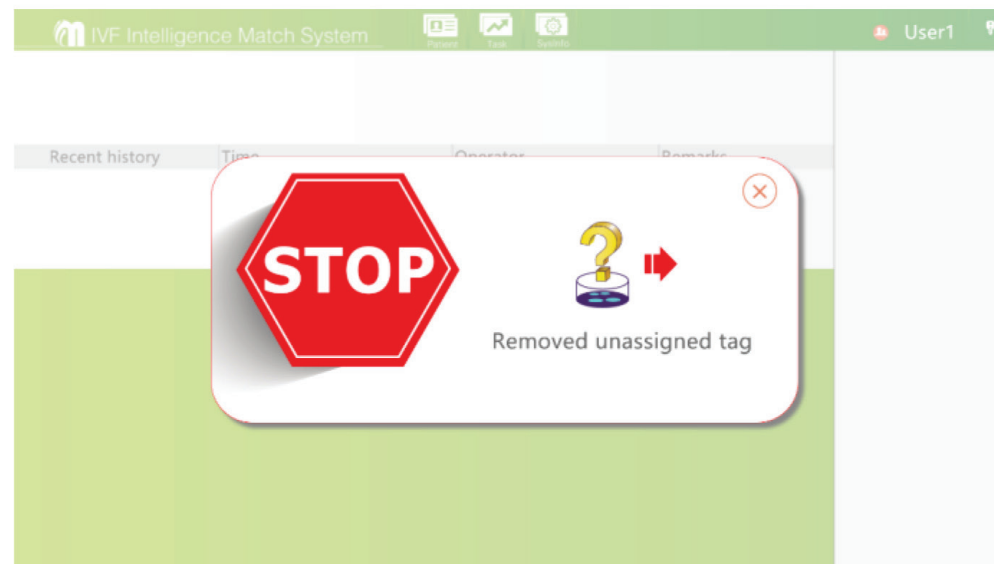 IVF Intelligence Match System
Patient Task SysInfo
User1
Recent history Time Operator Remarks
STOP
Removed unassigned tag